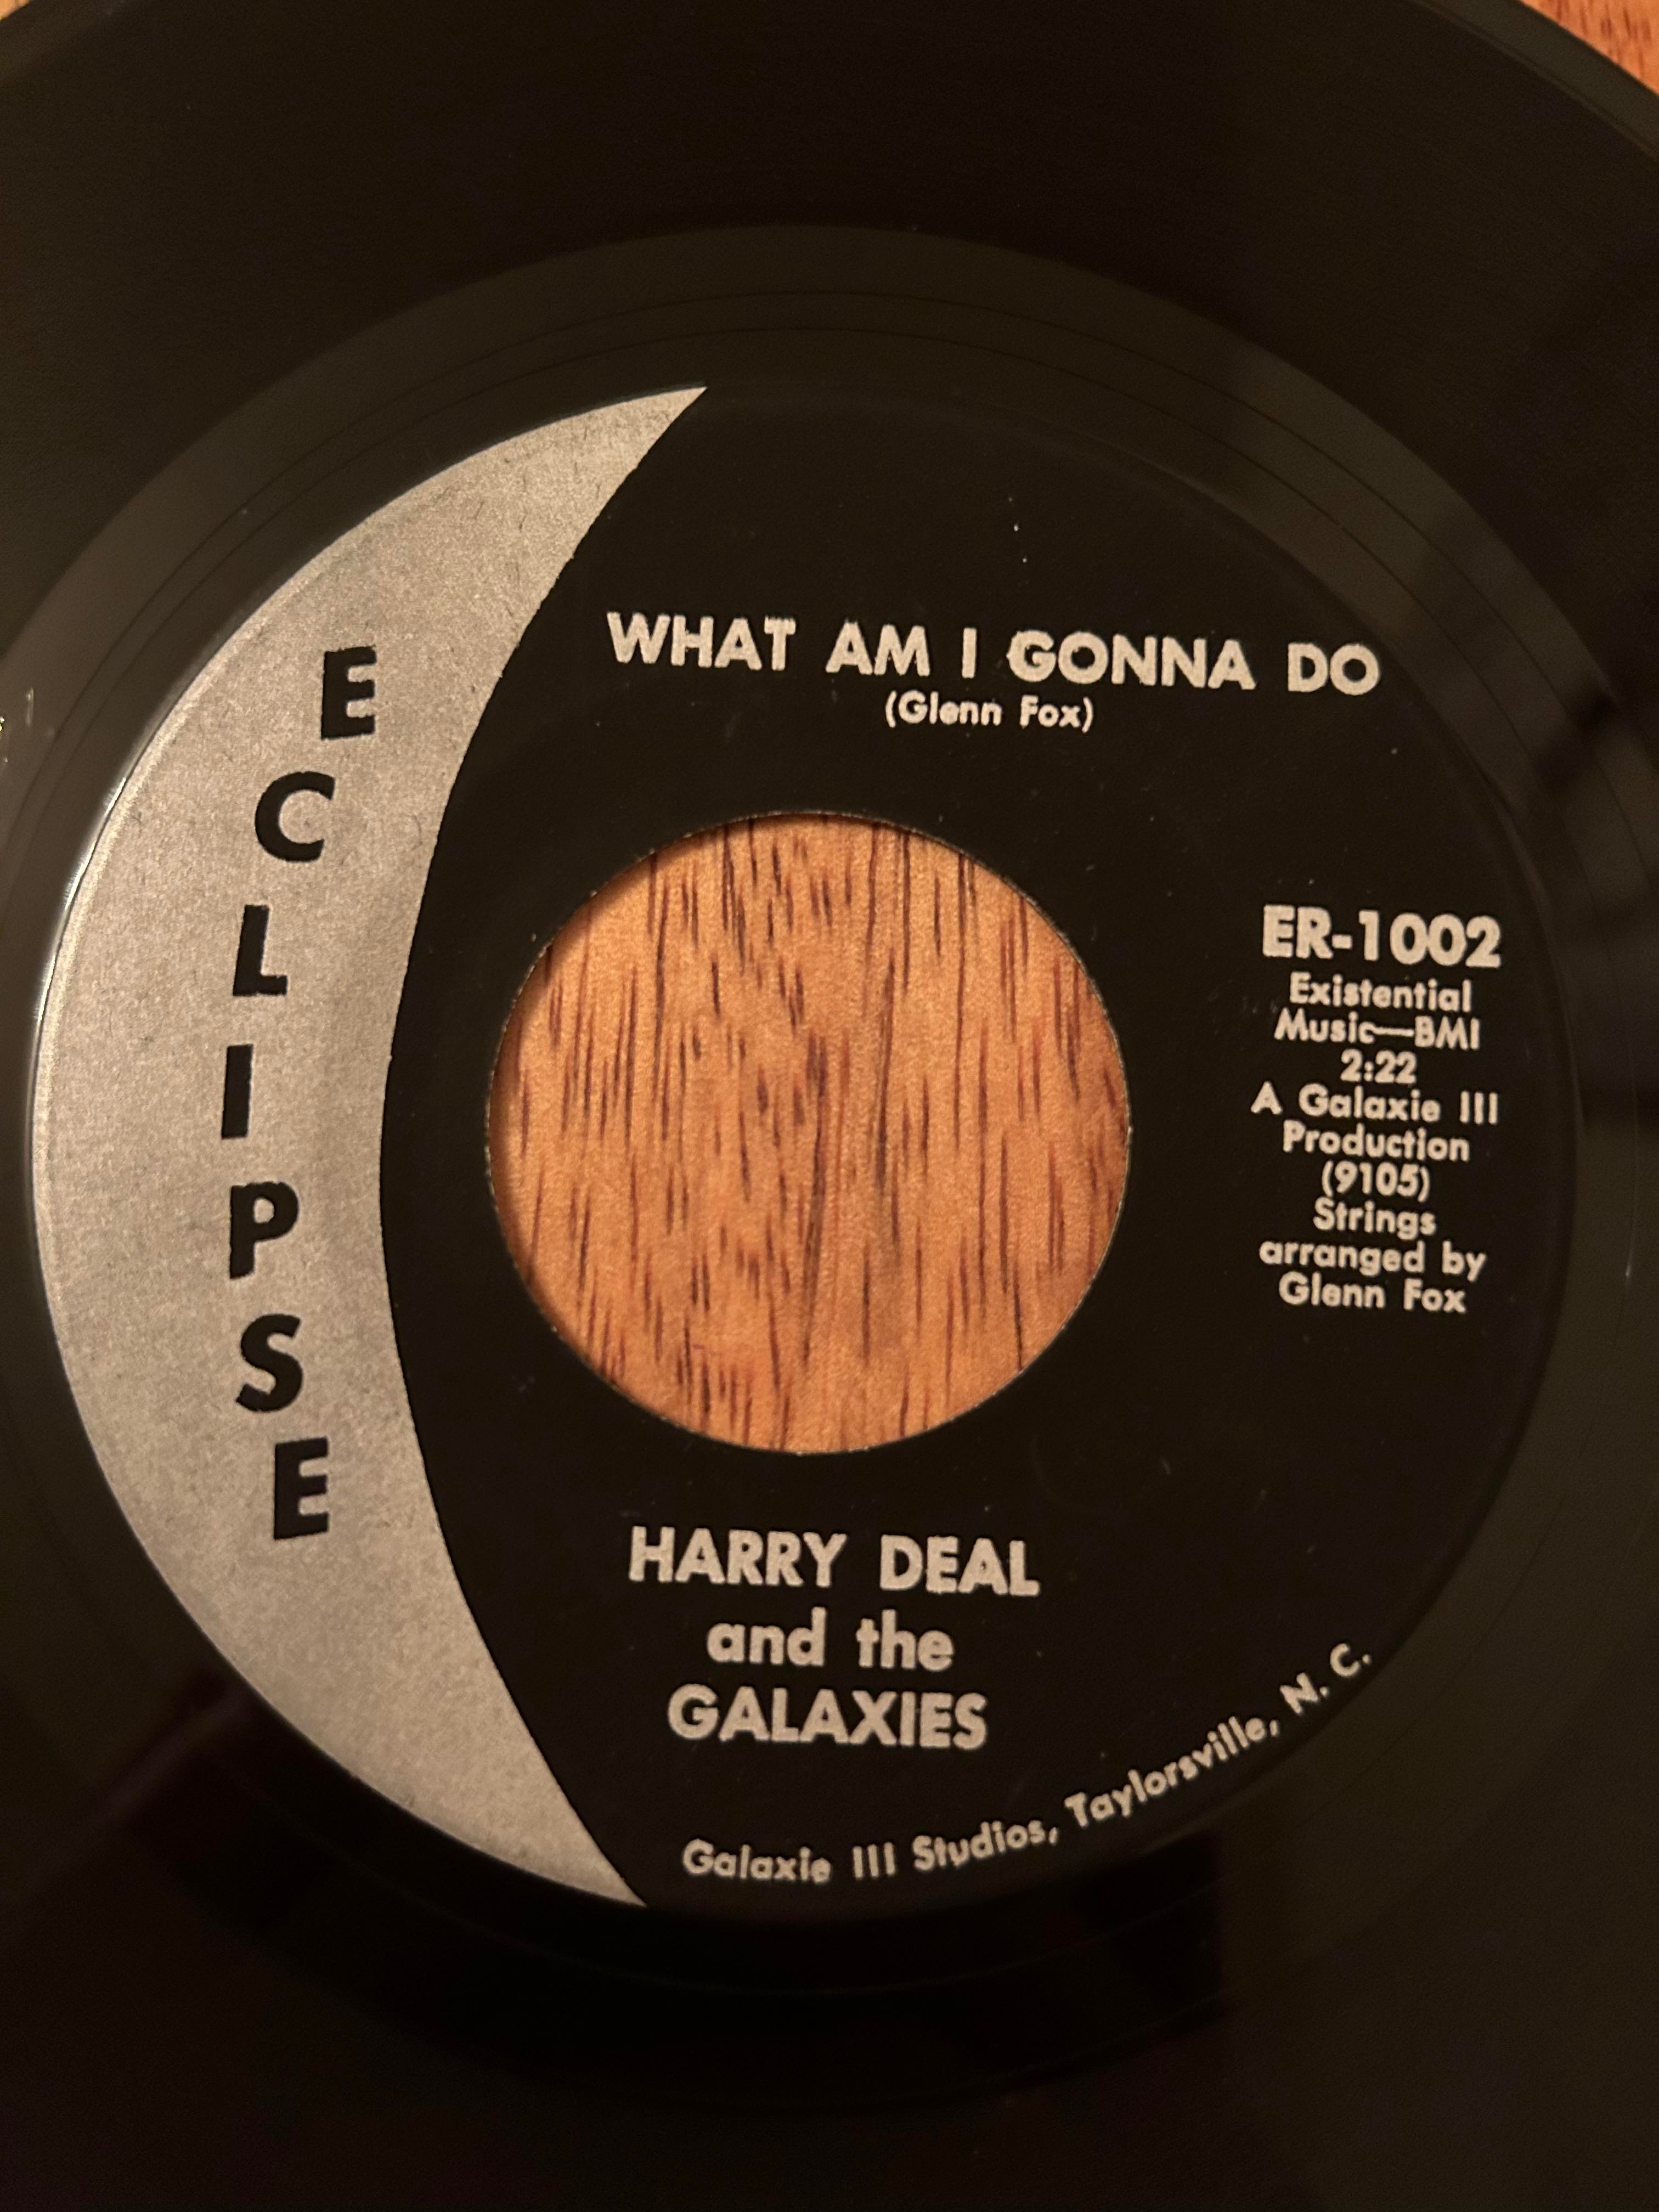 ECLIPSE
WHAT AM I GONNA DO
(Glenn Fox)
ER-1002
Existential
Music—BMI
2:22
A Galaxie III
Production
(9105)
Strings
arranged by
Glenn Fox
HARRY DEAL
and the
GALAXIES
Galaxie III Studios, Taylorsville, N. C.